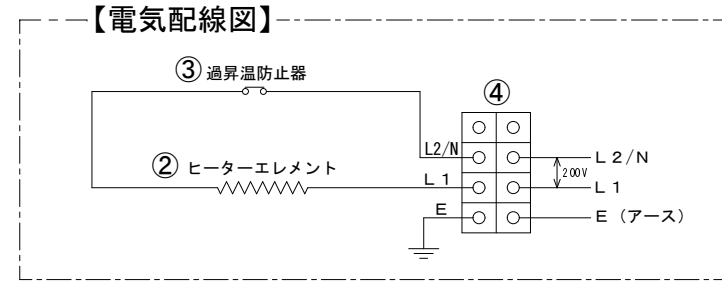 【電気配線図】
③ 過昇温防止器
④
② ヒーターエレメント
L2/N
L 1
E
L 2/N
200V
L 1
E (アース)